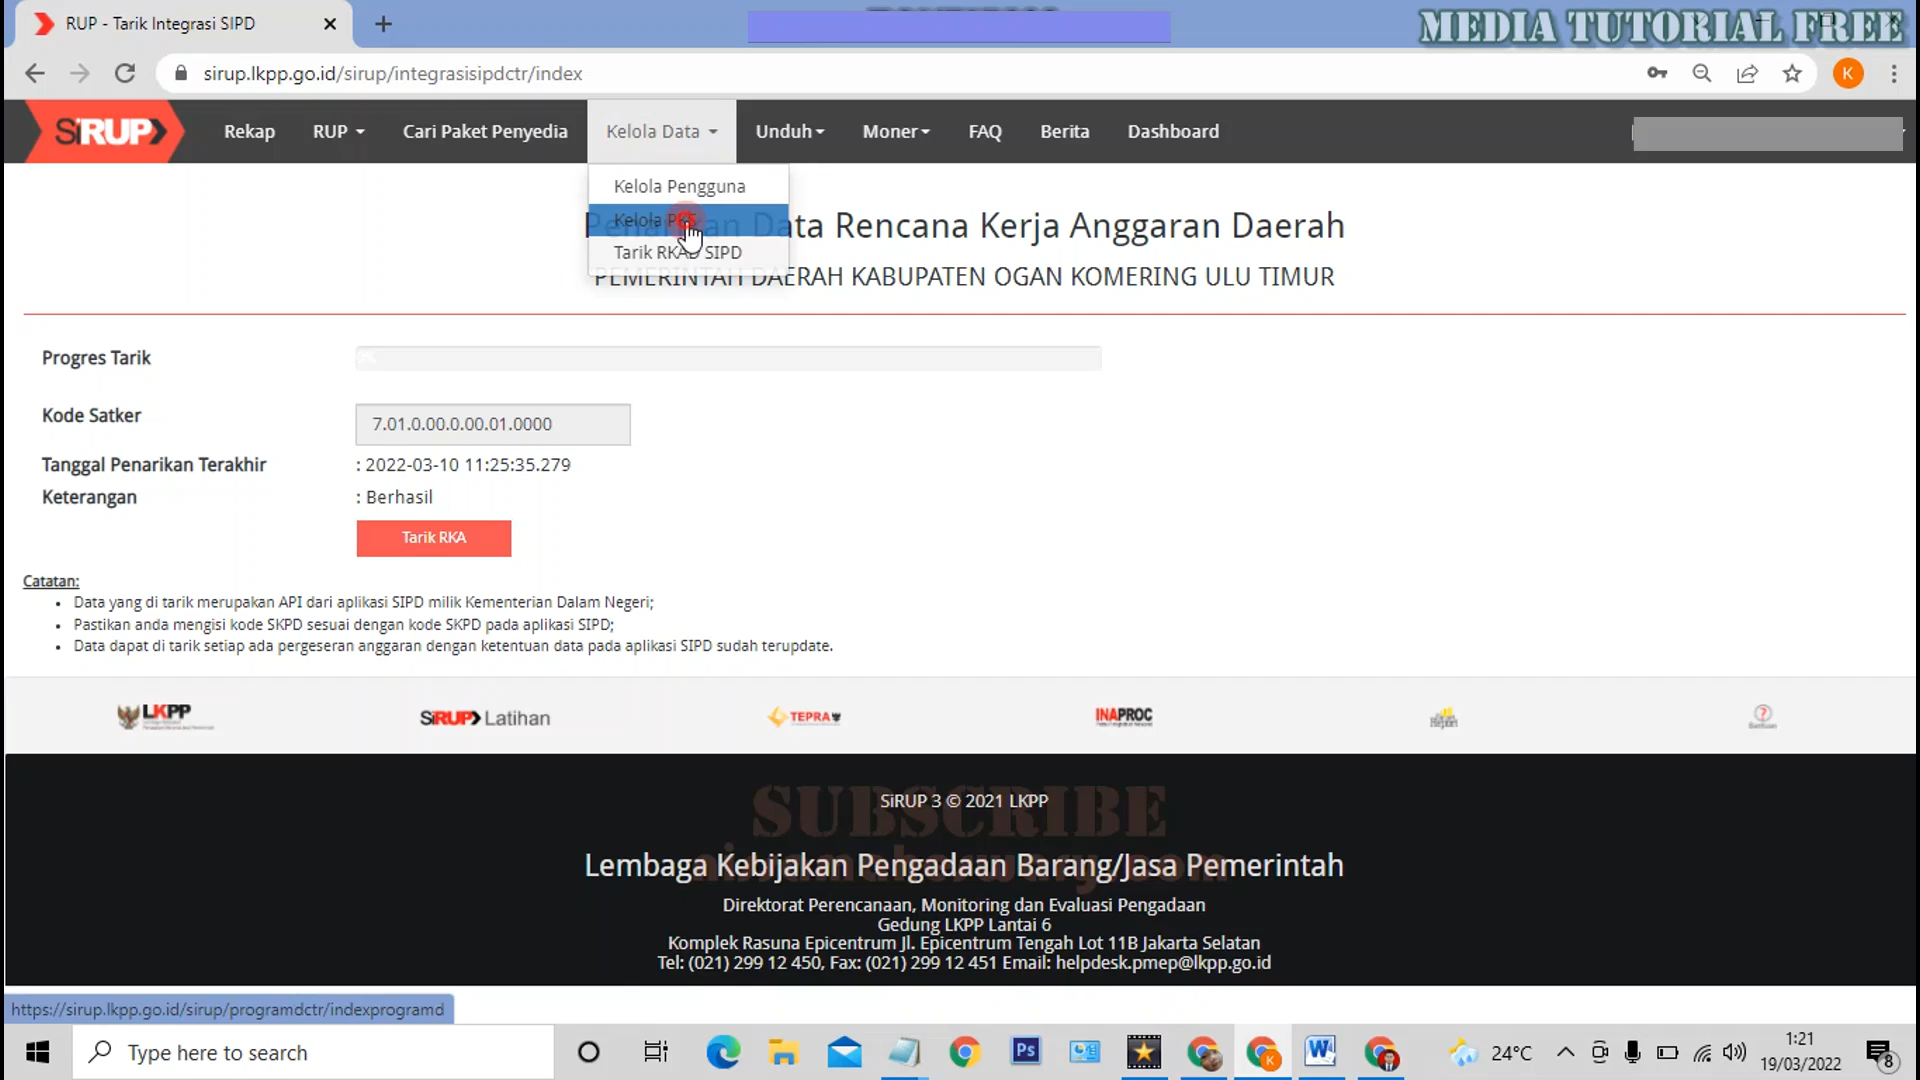 RUP - Tarik Integrasi SIPD
MEDIA TUTORIAL FREE
sirup.lkpp.go.id/sirup/integrasisipdctr/index
K
SiRUP
Rekap
RUP
Cari Paket Penyedia
Kelola Data
Unduh
Moner
FAQ
Berita
Dashboard
Kelola Pengguna
Kelola
Tarik RKAD SIPD
Data Rencana Kerja Anggaran Daerah
PEMERINTAH DAERAH KABUPATEN OGAN KOMERING ULU TIMUR
Progres Tarik
Kode Satker
7.01.0.00.0.00.01.0000
Tanggal Penarikan Terakhir
: 2022-03-10 11:25:35.279
Keterangan
: Berhasil
Tarik RKA
Catatan:
Data yang di tarik merupakan API dari aplikasi SIPD milik Kementerian Dalam Negeri;
Pastikan anda mengisi kode SKPD sesuai dengan kode SKPD pada aplikasi SIPD;
Data dapat di tarik setiap ada pergeseran anggaran dengan ketentuan data pada aplikasi SIPD sudah terupdate.
LKPP
SiRUP Latihan
TEPRA
INAPROC
SUBSCRIBE
SiRUP 3 © 2021 LKPP
Lembaga Kebijakan Pengadaan Barang/Jasa Pemerintah
Direktorat Perencanaan, Monitoring dan Evaluasi Pengadaan
Gedung LKPP Lantai 6
Komplek Rasuna Epicentrum Jl. Epicentrum Tengah Lot 11B Jakarta Selatan
Tel: (021) 299 12 450, Fax: (021) 299 12 451 Email: helpdesk.pmep@lkpp.go.id
https://sirup.lkpp.go.id/sirup/programdctr/indexprogramd
Type here to search
Ps
K
W
24°C
1:21
19/03/2022
8